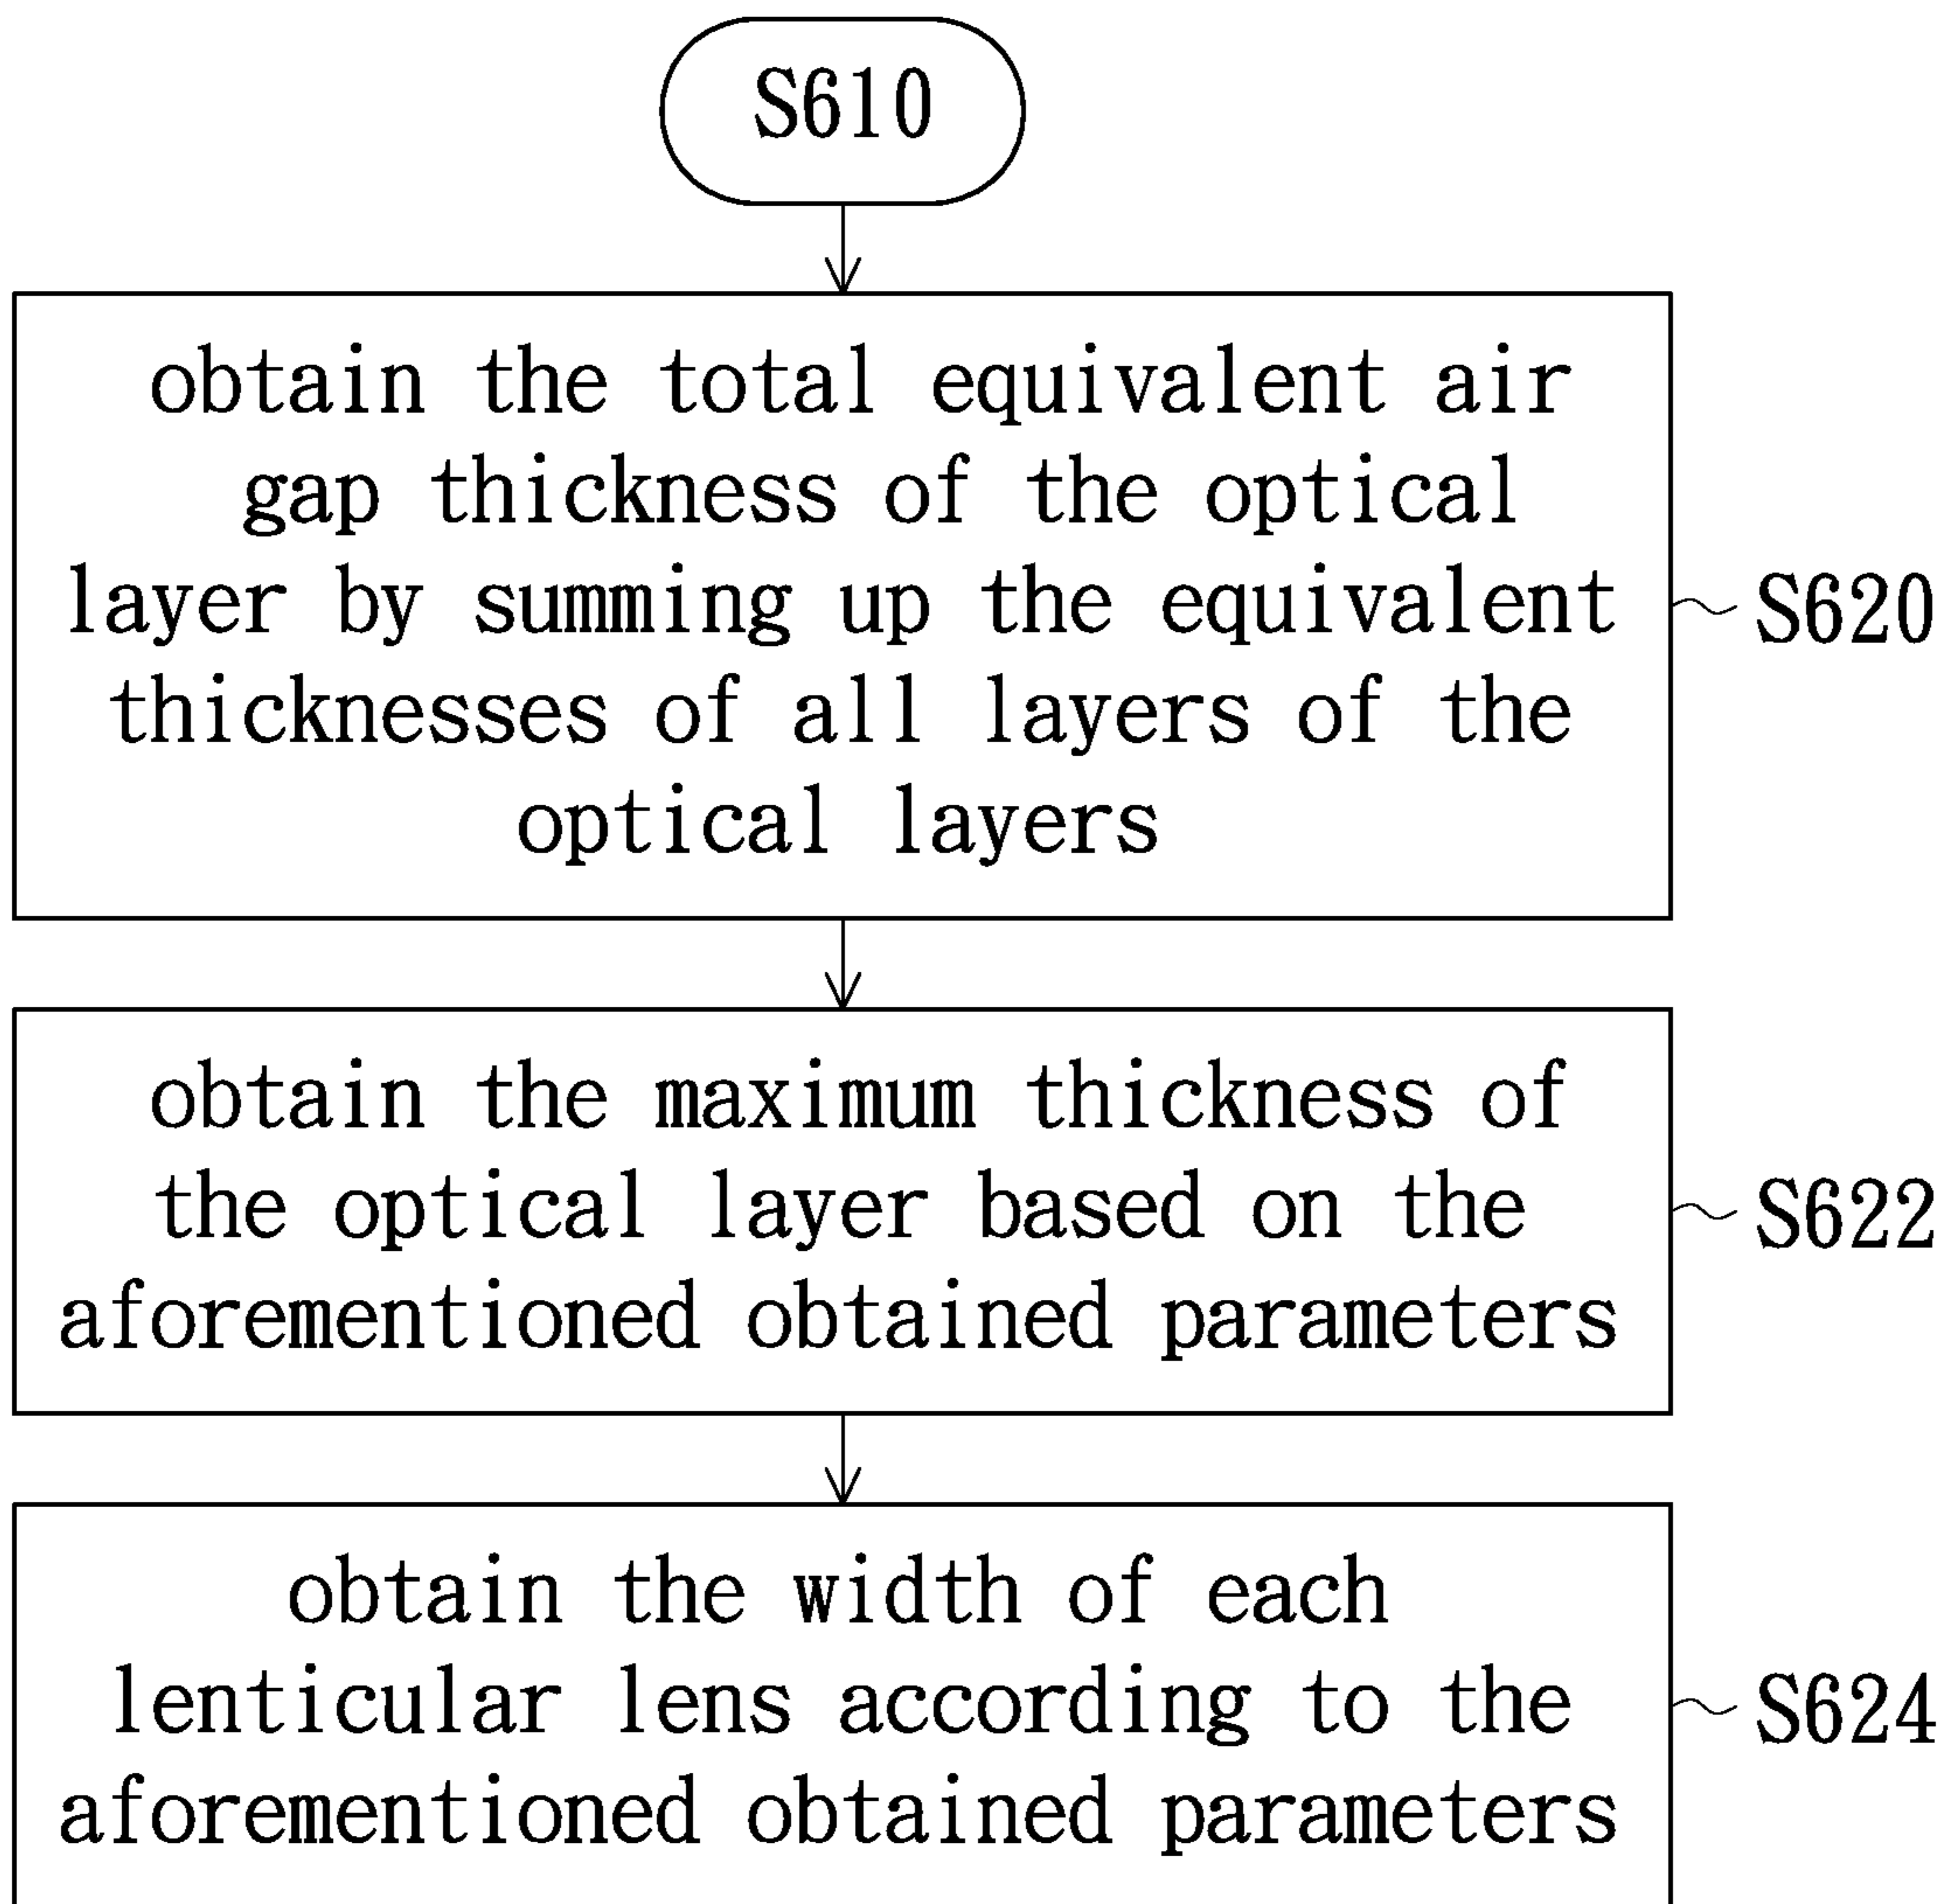 S610
obtain the total equivalent air
gap thickness of the optical
layer by summing up the equivalent
thicknesses of all layers of the
optical layers
S620
obtain the maximum thickness of
the optical layer based on the
aforementioned obtained parameters
S622
obtain the width of each
lenticular lens according to the
aforementioned obtained parameters
S624